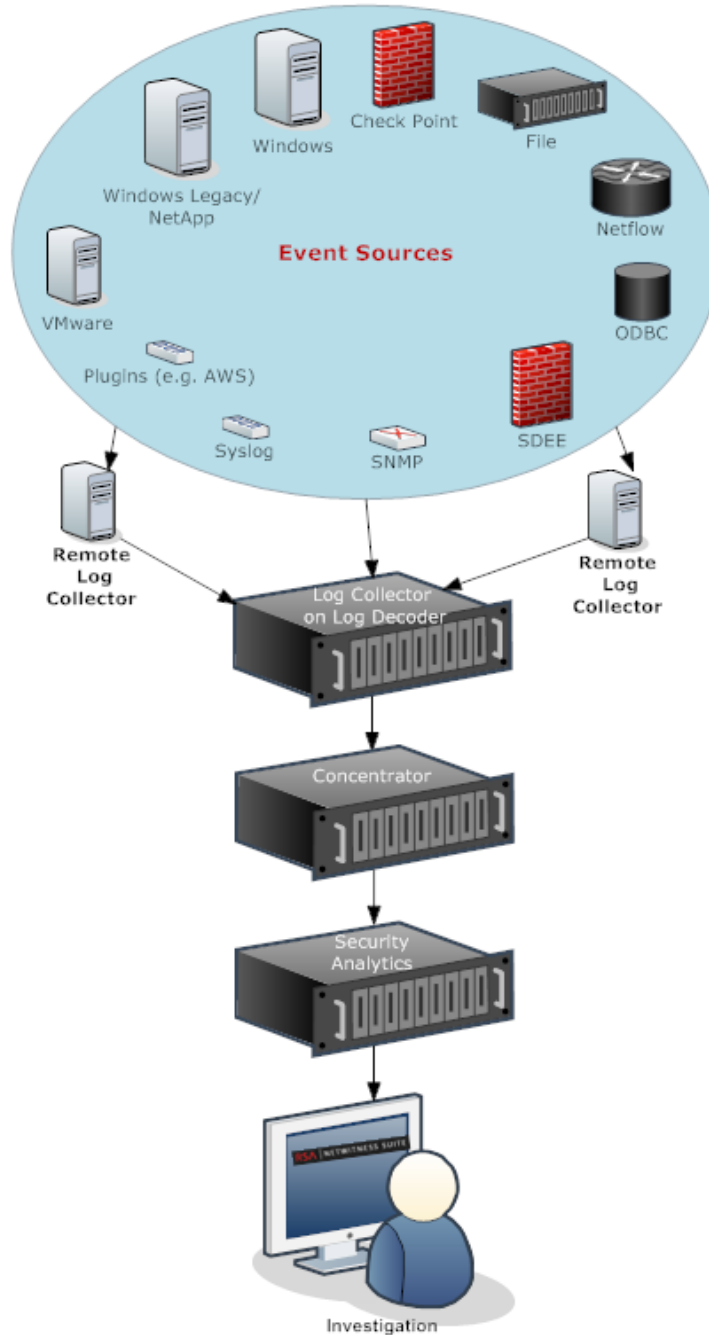 Windows
Check Point
File
Windows Legacy/
NetApp
Netflow
Event Sources
VMware
ODBC
Plugins (e.g. AWS)
Syslog
SNMP
SDEE
Remote
Log
Collector
Remote
Log
Collector
Log Collector
on Log Decoder
Concentrator
Security
Analytics
RSA NETWITNESS SUITE
Investigation